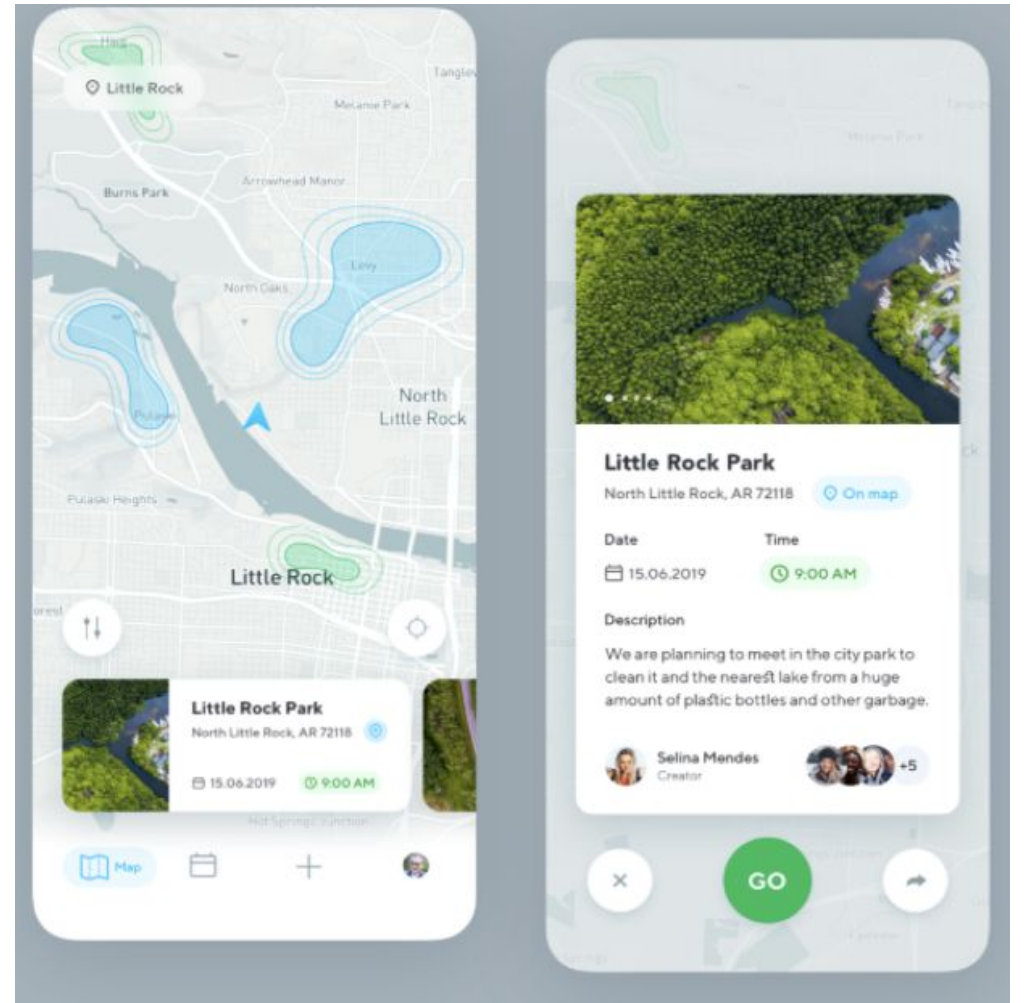 Haig
Little Rock
Melanie Park
Burns Park
Arrowhead Manor
Levy
North Oaks
North
Little Rock
Pulaski
Pulaski Heights
Little Rock
Little Rock Park
North Little Rock, AR 72118
15.06.2019
9:00 AM
Hot Springs Junction
Map
Melanie Park
Little Rock Park
North Little Rock, AR 72118
On map
Date
Time
15.06.2019
9:00 AM
Description
We are planning to meet in the city park to
clean it and the nearest lake from a huge
amount of plastic bottles and other garbage.
Selina Mendes
Creator
+5
GO